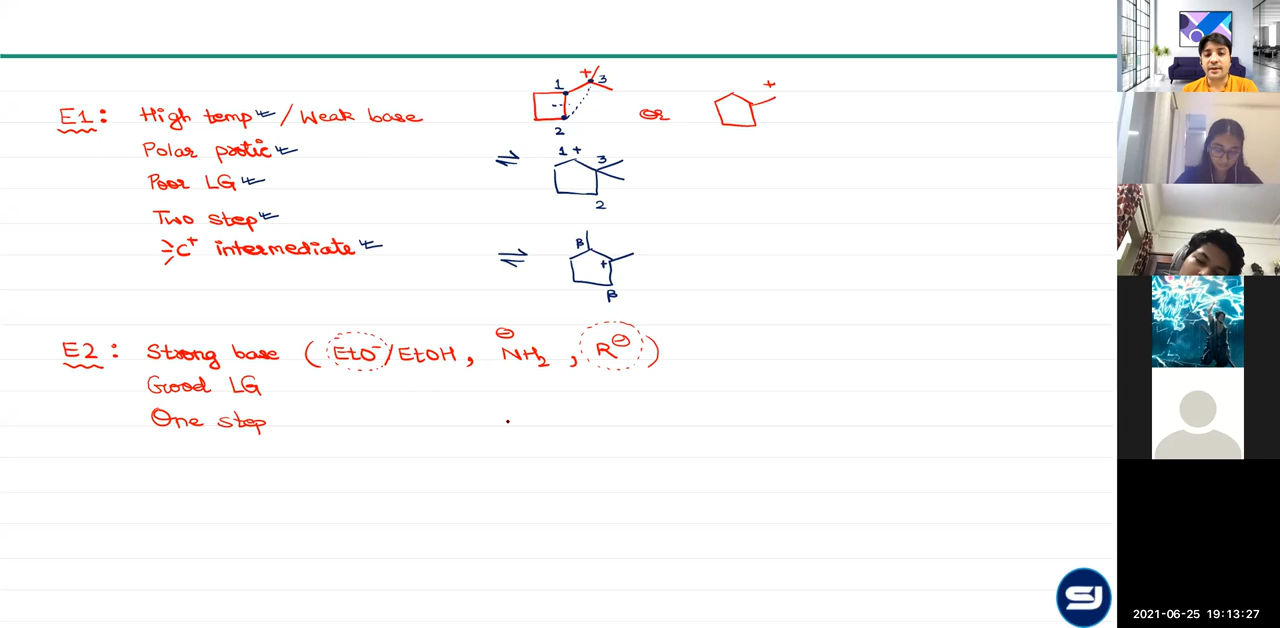 +
1 3
E1: High temp / Weak base
2
or
+
Polar protic
⇌ 1 + 3
Poor LG
2
Two step
C⁺ intermediate
⇌ β +
β
E2: Strong base (EtO⁻/EtOH, ⊖NH₂, R⊖)
Good LG
One step
SJ
2021-06-25 19:13:27